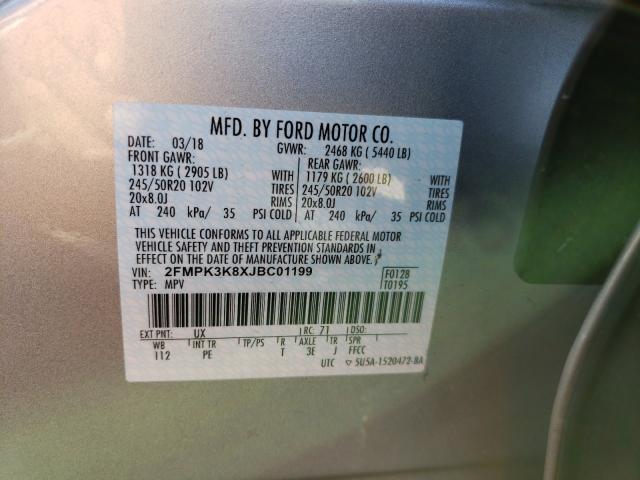 MFD. BY FORD MOTOR CO.
DATE: 03/18 GVWR: 2468 KG ( 5440 LB)
FRONT GAWR: REAR GAWR:
1318 KG ( 2905 LB) WITH 1179 KG ( 2600 LB) WITH
245/50R20 102V TIRES 245/50R20 102V TIRES
20x8.0J RIMS 20x8.0J RIMS
AT 240 kPa/ 35 PSI COLD AT 240 kPa/ 35 PSI COLD
THIS VEHICLE CONFORMS TO ALL APPLICABLE FEDERAL MOTOR
VEHICLE SAFETY AND THEFT PREVENTION STANDARDS IN
EFFECT ON THE DATE OF MANUFACTURE SHOWN ABOVE.
VIN: 2FMPK3K8XJBC01199 F0128
TYPE: MPV T0195
EXT PNT: UX RC: 71 DSO:
WB INT TR TP/PS R AXLE TR SPR
112 PE T 3E J FFCC
UTC ▽ 5U5A-1520472-BA